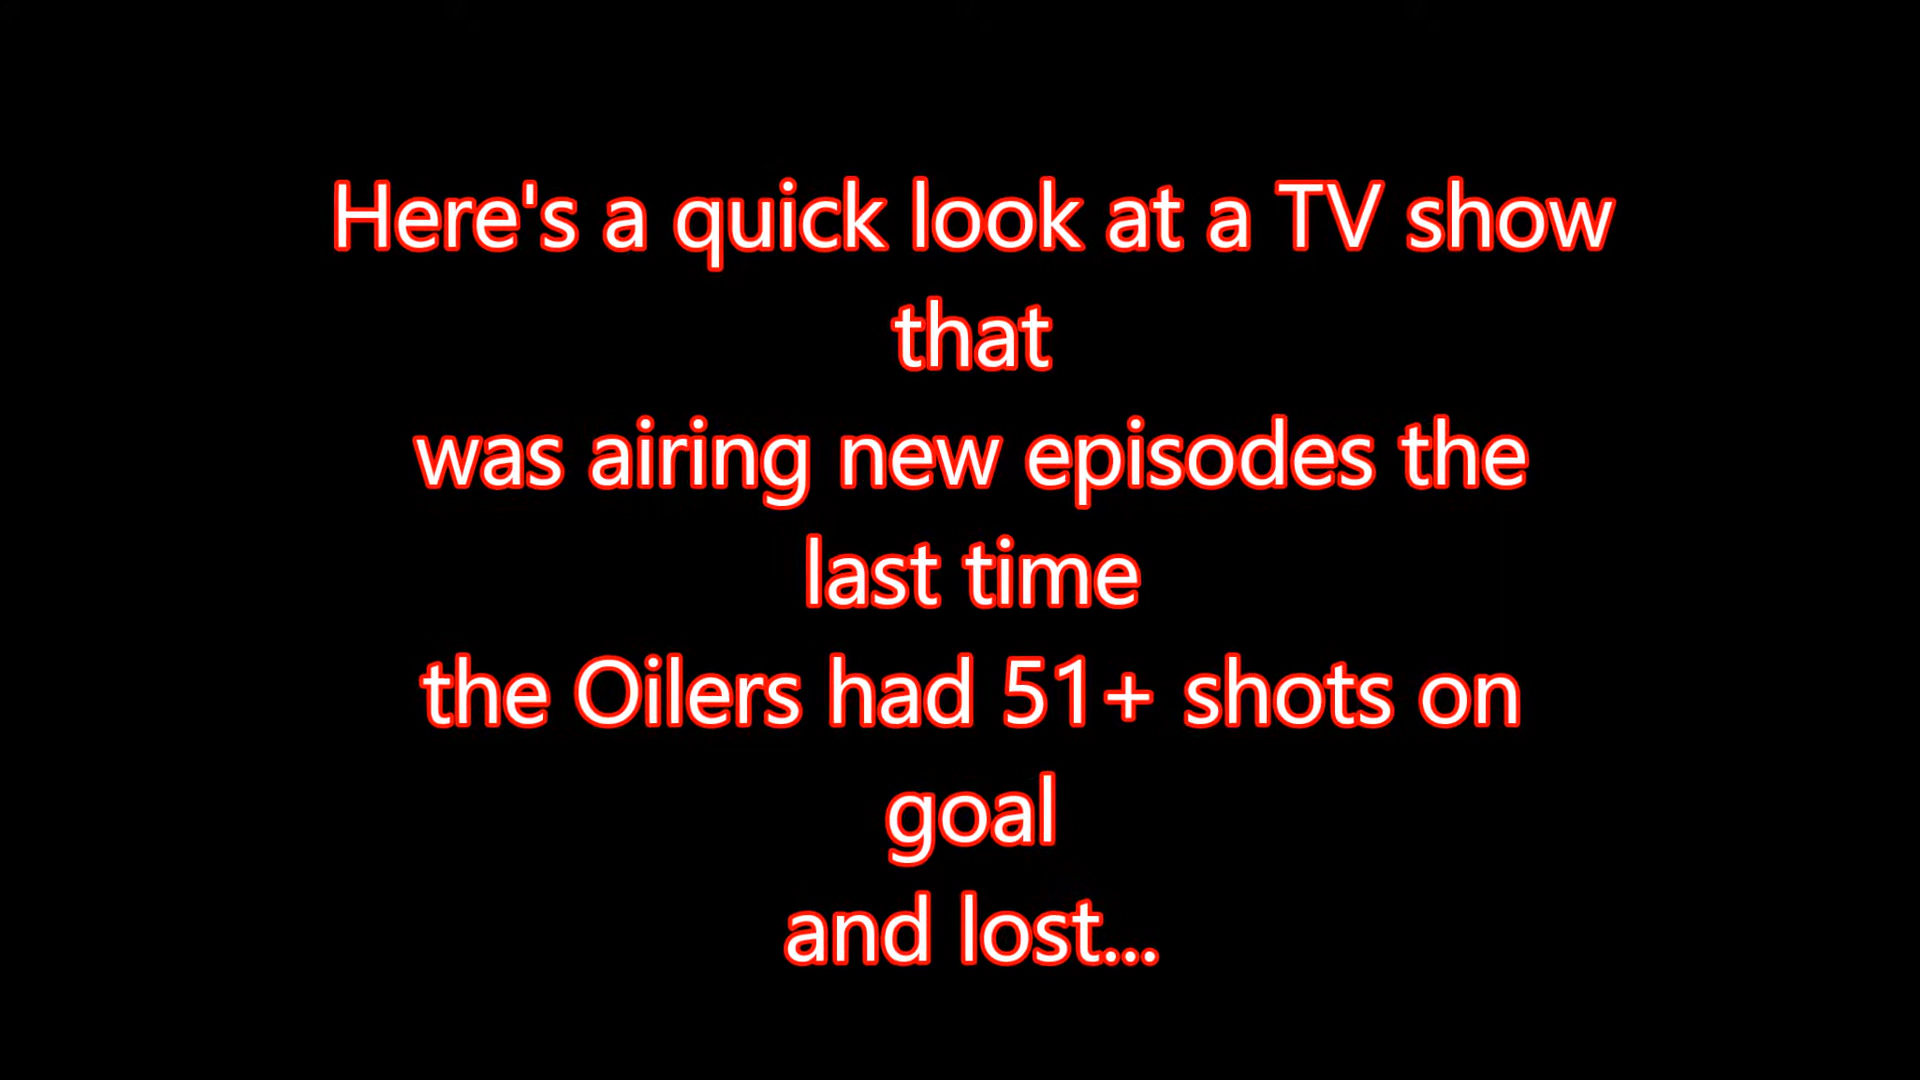 Here's a quick look at a TV show
that
was airing new episodes the
last time
the Oilers had 51+ shots on
goal
and lost...